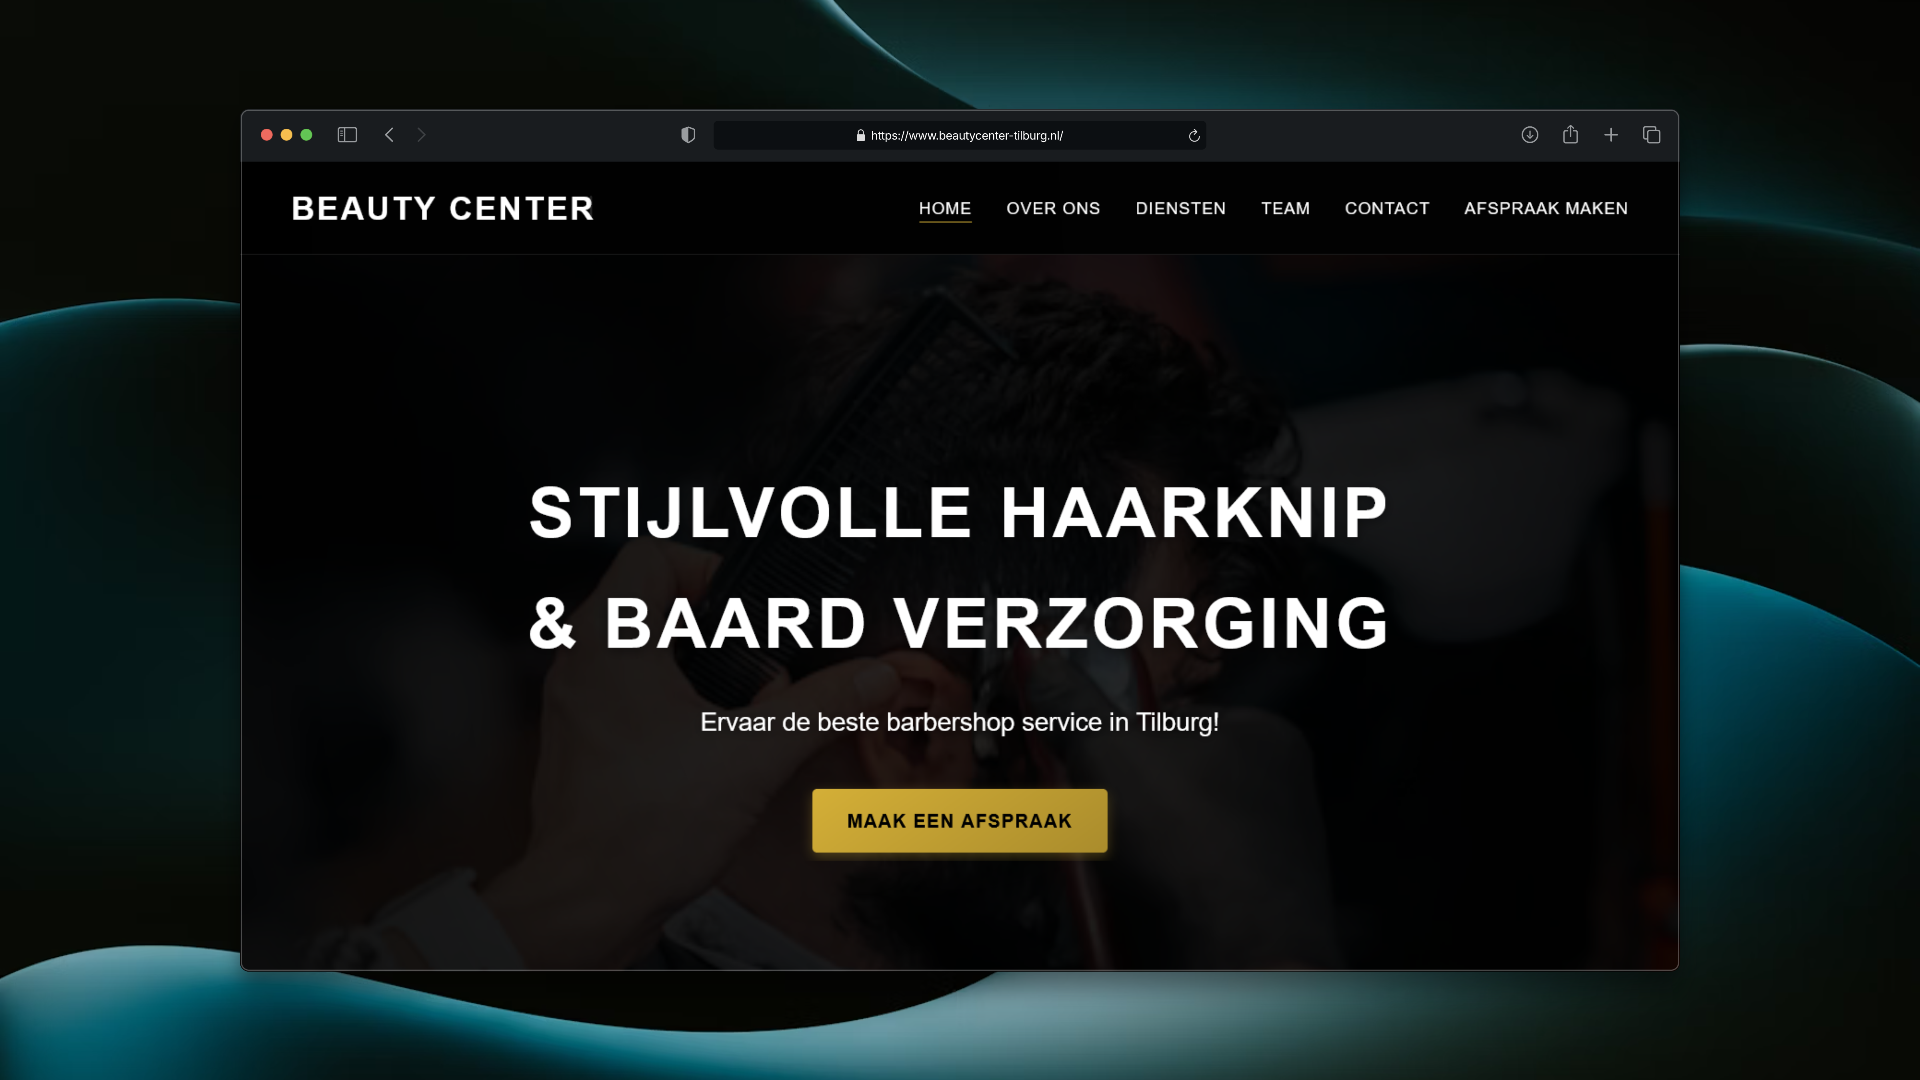 https://www.beautycenter-tilburg.nl/
BEAUTY CENTER
HOME OVER ONS DIENSTEN TEAM CONTACT AFSPRAAK MAKEN
STIJLVOLLE HAARKNIP
& BAARD VERZORGING
Ervaar de beste barbershop service in Tilburg!
MAAK EEN AFSPRAAK